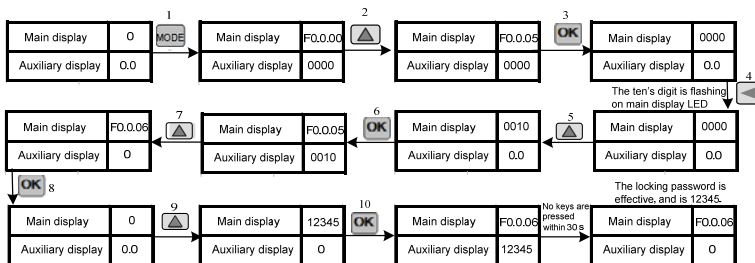 1
2
3
Main display 0
MODE
Main display F0.0.00
Main display F0.0.05
OK
Main display 0000
Auxiliary display 0.0
Auxiliary display 0000
Auxiliary display 0000
Auxiliary display 0.0
4
The ten's digit is flashing
on main display LED
7
6
5
Main display F0.0.06
Main display F0.0.05
OK
Main display 0010
Main display 0000
Auxiliary display 0
Auxiliary display 0010
Auxiliary display 0.0
Auxiliary display 0.0
OK 8
9
10
No keys are
pressed
within 30 s
The locking password is
effective, and is 12345.
Main display 0
Main display 12345
OK
Main display F0.0.06
Main display F0.0.06
Auxiliary display 0.0
Auxiliary display 0
Auxiliary display 12345
Auxiliary display 0